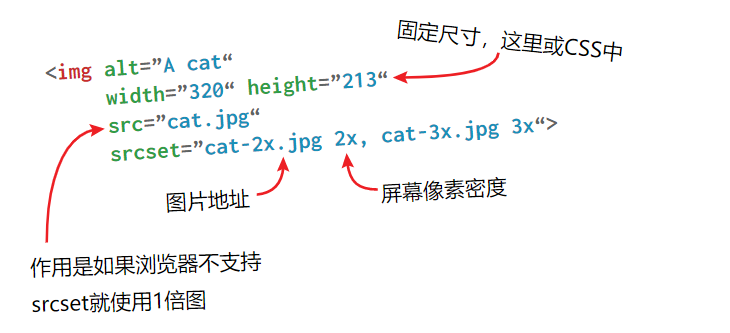 固定尺寸，这里或CSS中
<img alt=”A cat“
width=”320“ height=”213“
src=”cat.jpg“
srcset=”cat-2x.jpg 2x, cat-3x.jpg 3x“>
图片地址
屏幕像素密度
作用是如果浏览器不支持
srcset就使用1倍图